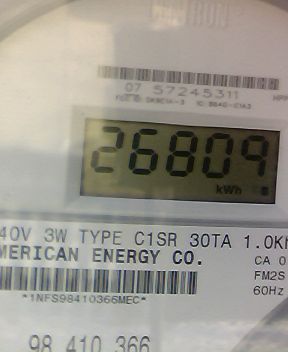 07 57245311
26809
kWh
40V 3W TYPE C1SR 30TA 1.0Kh
MERICAN ENERGY CO.
CA 0
FM2S
60Hz
*1NFS98410366MEC*
98 410 366